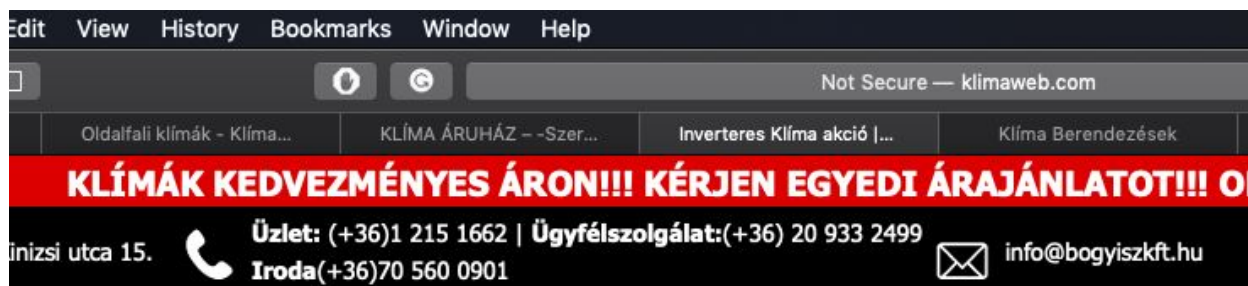 Edit View History Bookmarks Window Help
Not Secure — klimaweb.com
Oldalfali klímák - Klíma... KLÍMA ÁRUHÁZ – -Szer... Inverteres Klíma akció |... Klíma Berendezések
KLÍMÁK KEDVEZMÉNYES ÁRON!!! KÉRJEN EGYEDI ÁRAJÁNLATOT!!!
utca 15.
Üzlet: (+36)1 215 1662 | Ügyfélszolgálat:(+36) 20 933 2499
Iroda(+36)70 560 0901
info@bogyiszkft.hu